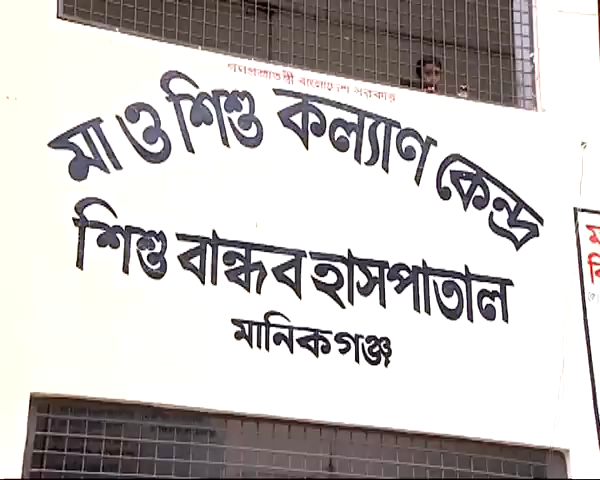 গণপ্রজাতন্ত্রী বাংলাদেশ সরকার
মা ও শিশু কল্যাণ কেন্দ্র
শিশু বান্ধব হাসপাতাল
মানিকগঞ্জ